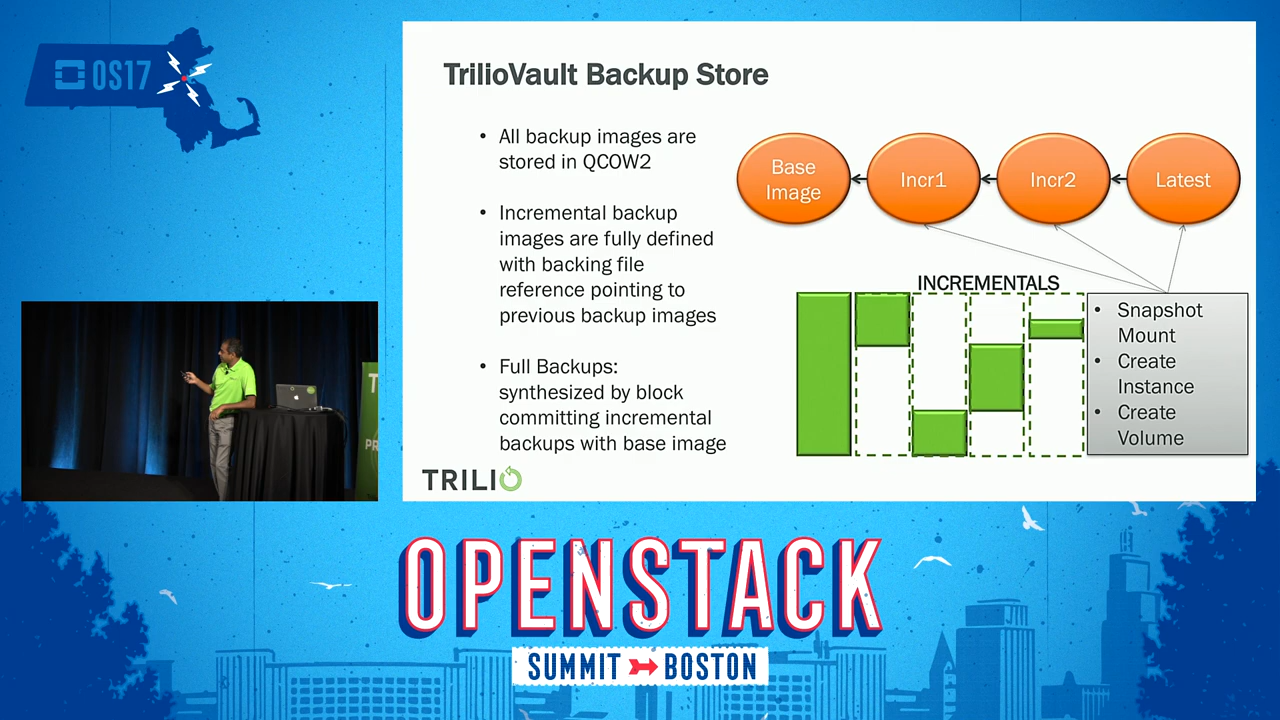 OS17
TrilioVault Backup Store
• All backup images are
stored in QCOW2
• Incremental backup
images are fully defined
with backing file
reference pointing to
previous backup images
• Full Backups:
synthesized by block
committing incremental
backups with base image
TRILIO
Base
Image
Incr1
Incr2
Latest
INCREMENTALS
• Snapshot
Mount
• Create
Instance
• Create
Volume
OPENSTACK
SUMMIT BOSTON